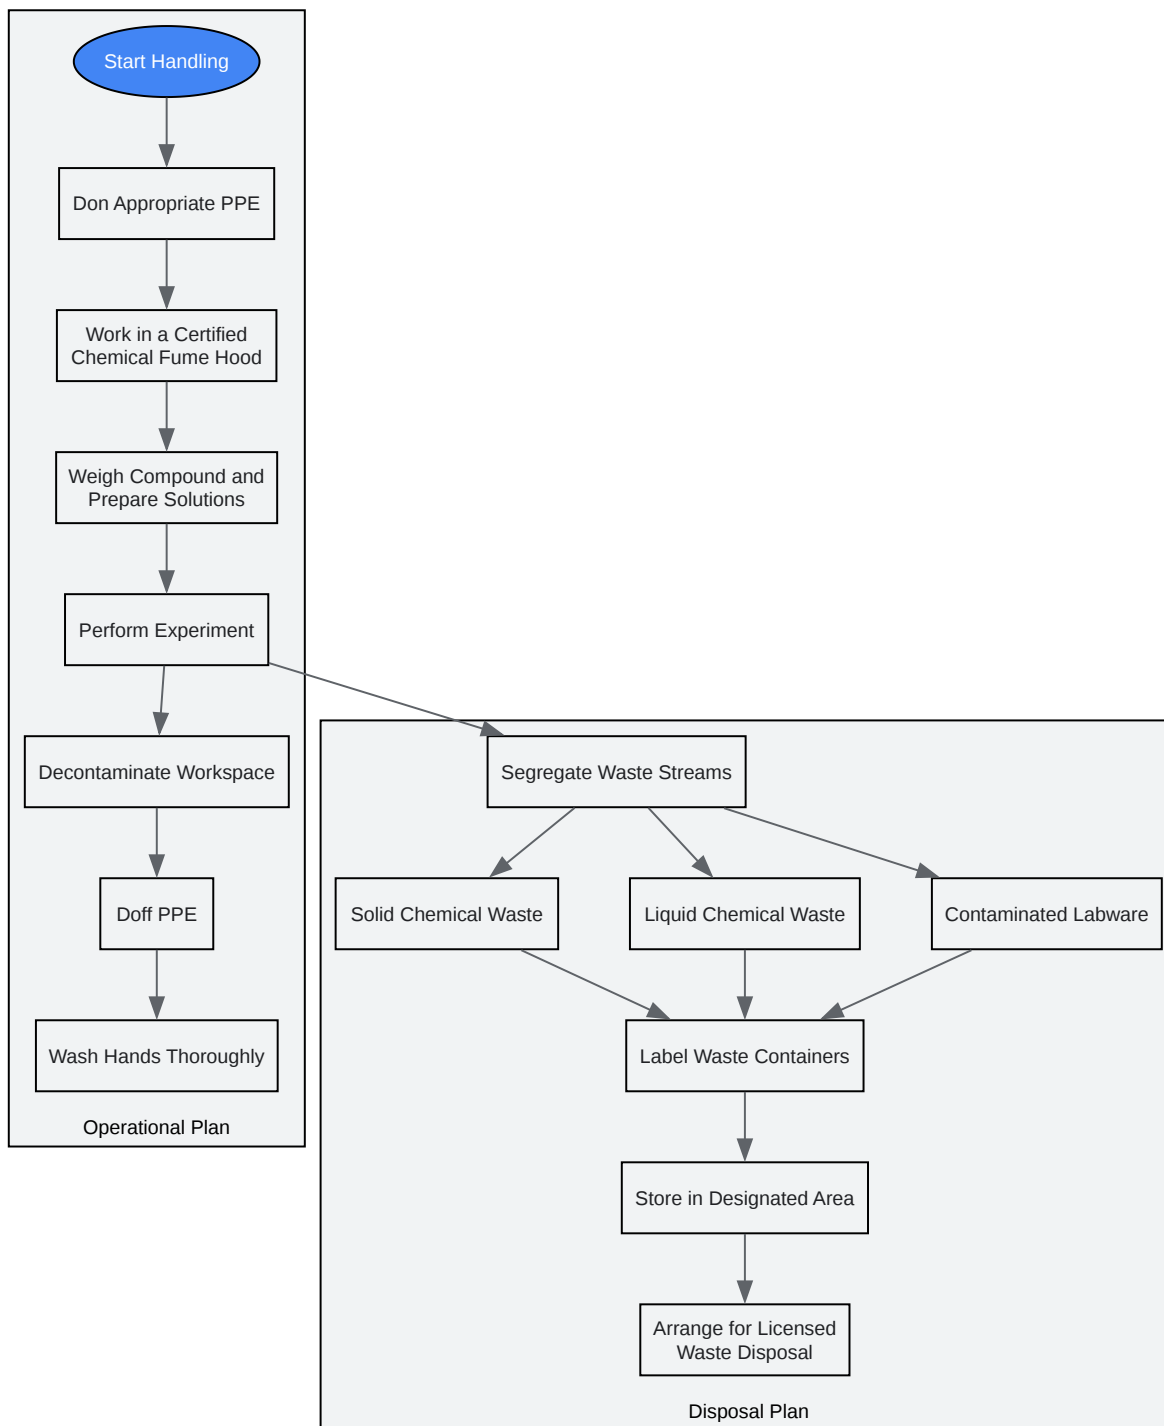 Start Handling
Don Appropriate PPE
Work in a Certified
Chemical Fume Hood
Weigh Compound and
Prepare Solutions
Perform Experiment
Decontaminate Workspace
Doff PPE
Wash Hands Thoroughly
Operational Plan
Segregate Waste Streams
Solid Chemical Waste
Liquid Chemical Waste
Contaminated Labware
Label Waste Containers
Store in Designated Area
Arrange for Licensed
Waste Disposal
Disposal Plan